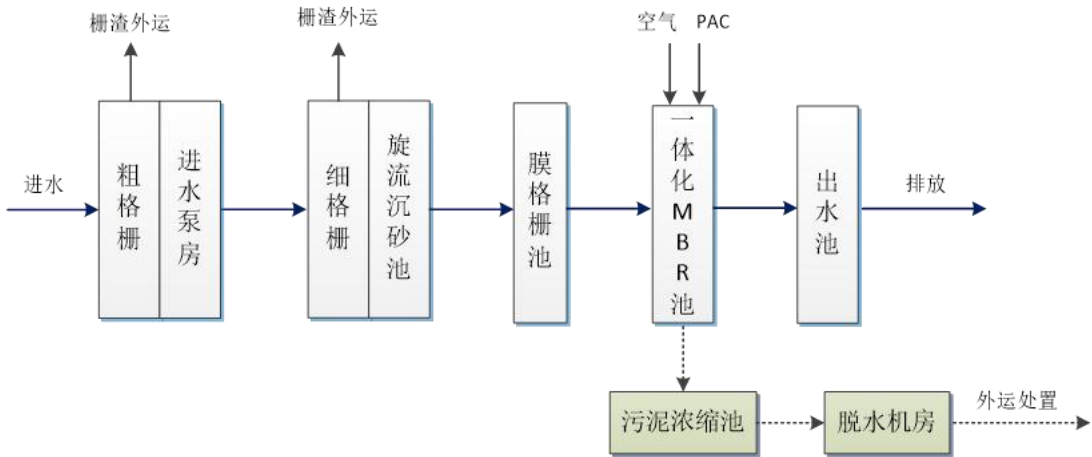 栅渣外运
栅渣外运
空气 PAC
进水
粗格栅
进水泵房
细格栅
旋流沉砂池
膜格栅池
一体化MBR池
出水池
排放
污泥浓缩池
脱水机房
外运处置